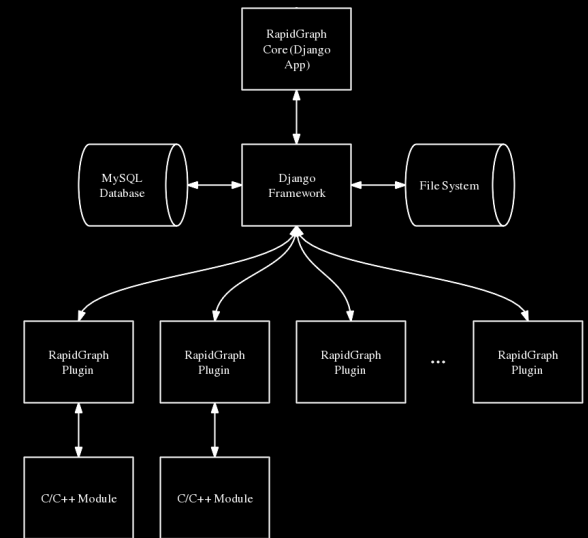 RapidGraph
Core (Django
App)
MySQL
Database
Django
Framework
File System
RapidGraph
Plugin
RapidGraph
Plugin
RapidGraph
Plugin
...
RapidGraph
Plugin
C/C++ Module
C/C++ Module